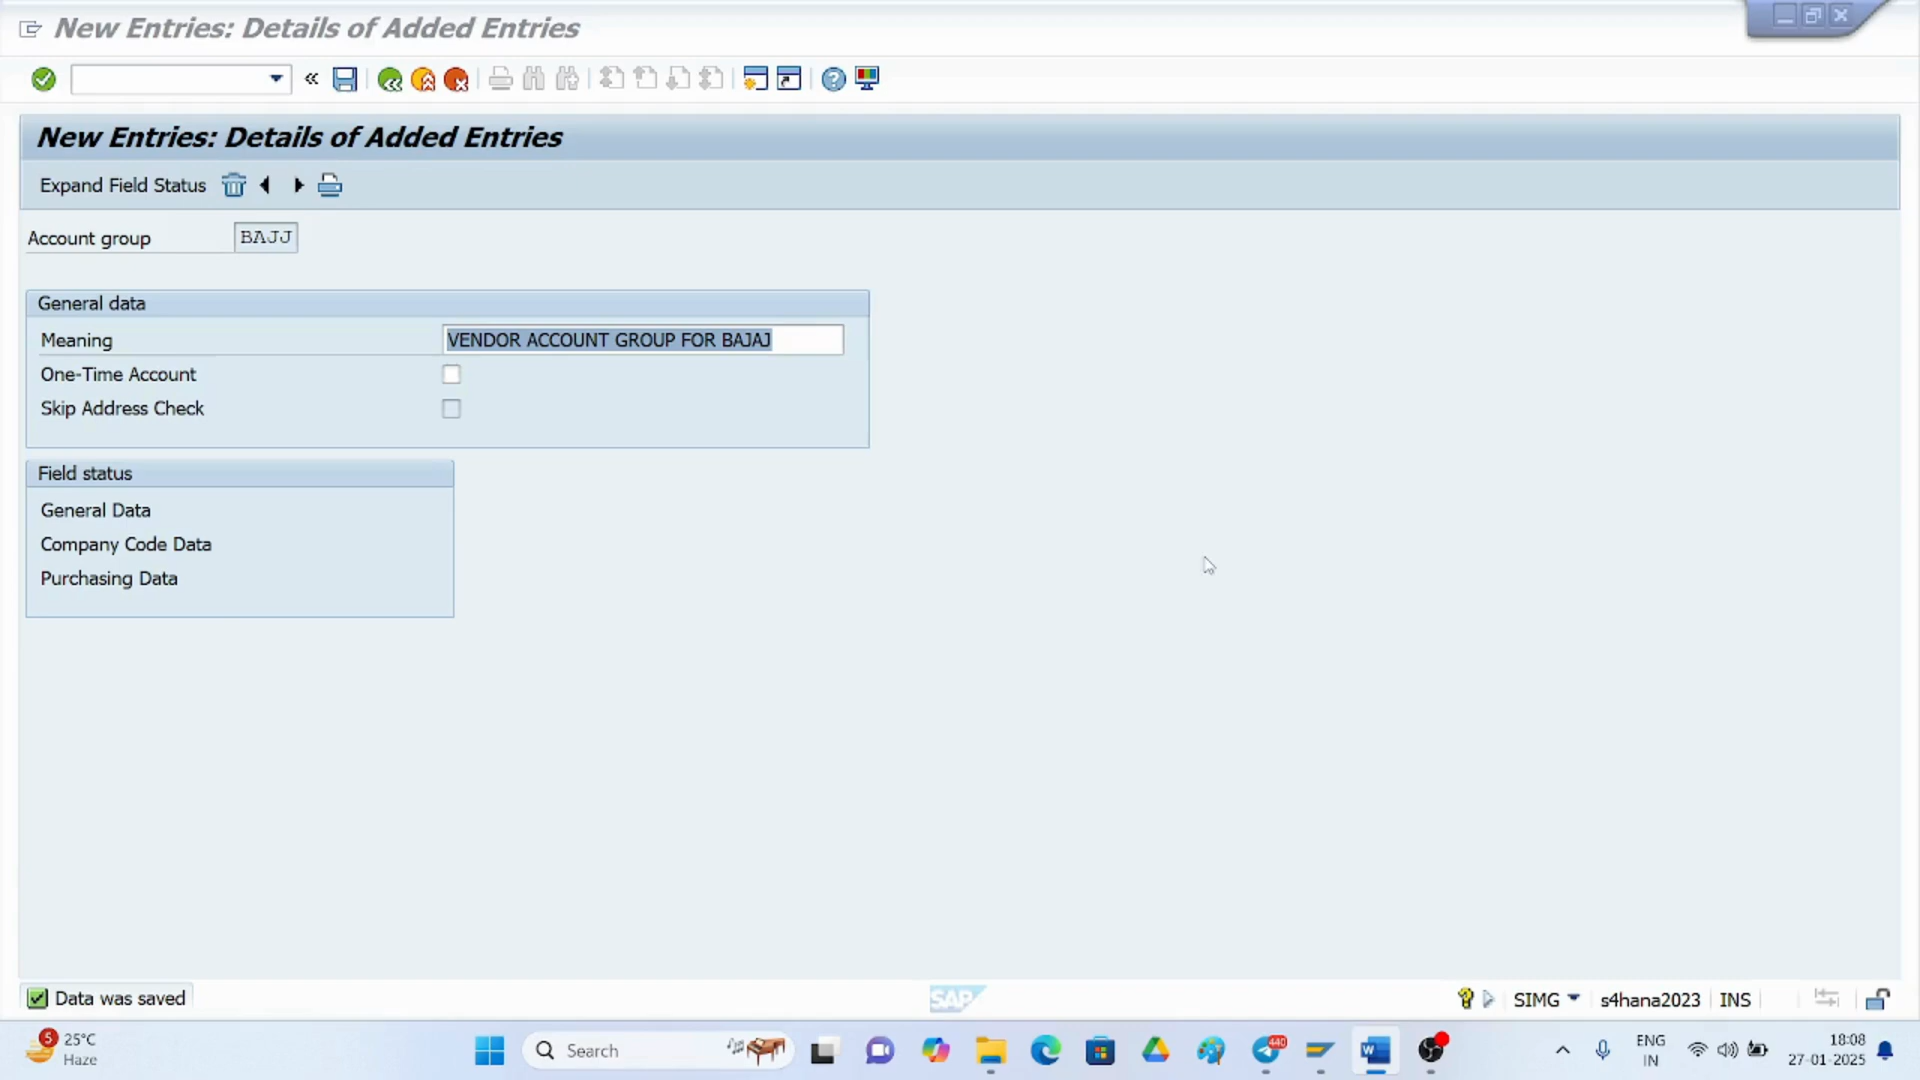 New Entries: Details of Added Entries
New Entries: Details of Added Entries
Expand Field Status
Account group BAJJ
General data
Meaning VENDOR ACCOUNT GROUP FOR BAJAJ
One-Time Account
Skip Address Check
Field status
General Data
Company Code Data
Purchasing Data
Data was saved
SAP
SIMG s4hana2023 INS
5 25°C
Haze
Search
440
ENG
IN
18:08
27-01-2025